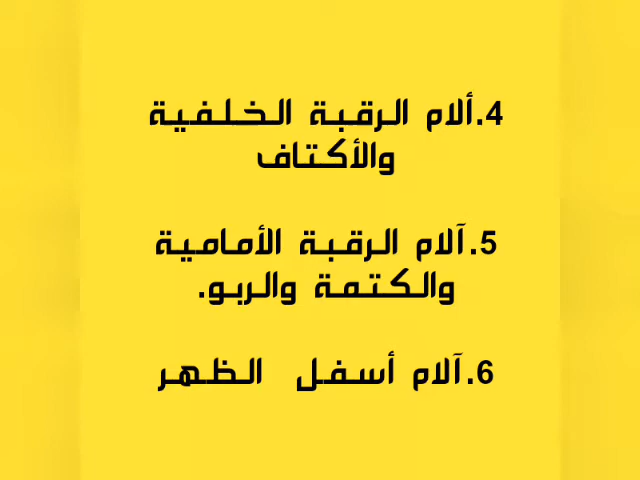 4.ألام الرقبة الخلفية
والأكتاف
5.آلام الرقبة الأمامية
والكتمة والربو.
6.آلام أسفل الظهر